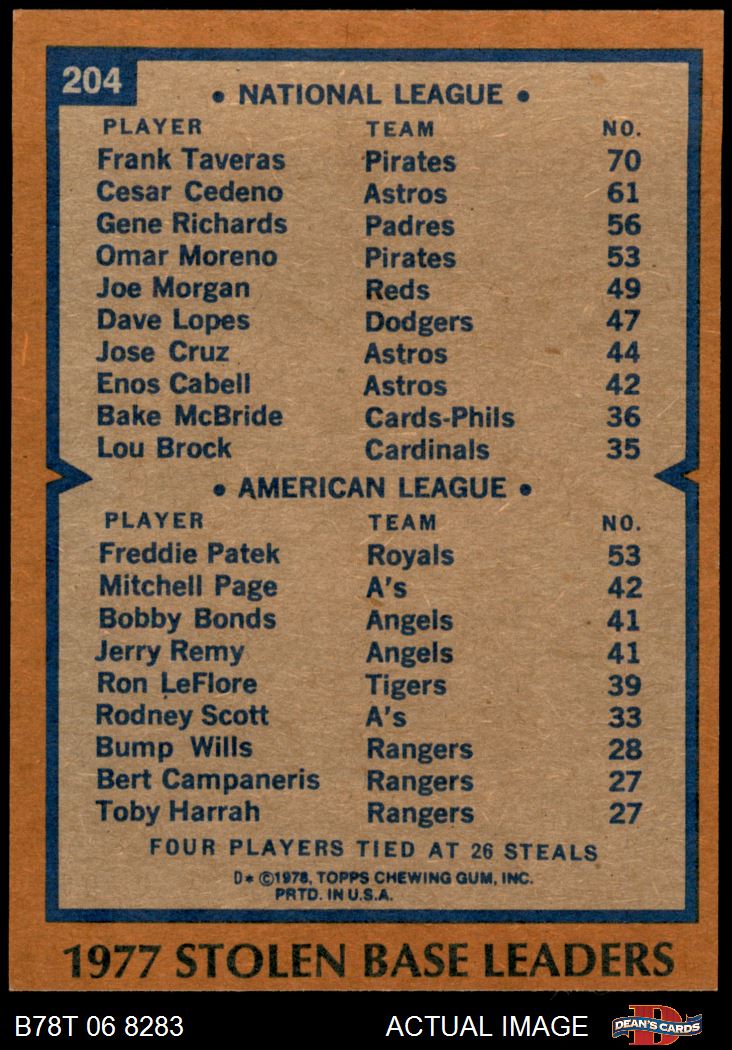 204
• NATIONAL LEAGUE •
PLAYER TEAM NO.
Frank Taveras Pirates 70
Cesar Cedeno Astros 61
Gene Richards Padres 56
Omar Moreno Pirates 53
Joe Morgan Reds 49
Dave Lopes Dodgers 47
Jose Cruz Astros 44
Enos Cabell Astros 42
Bake McBride Cards-Phils 36
Lou Brock Cardinals 35
• AMERICAN LEAGUE •
PLAYER TEAM NO.
Freddie Patek Royals 53
Mitchell Page A's 42
Bobby Bonds Angels 41
Jerry Remy Angels 41
Ron LeFlore Tigers 39
Rodney Scott A's 33
Bump Wills Rangers 28
Bert Campaneris Rangers 27
Toby Harrah Rangers 27
FOUR PLAYERS TIED AT 26 STEALS
D* ©1978, TOPPS CHEWING GUM, INC.
PRTD. IN U.S.A.
1977 STOLEN BASE LEADERS
B78T 06 8283 ACTUAL IMAGE D DEAN'S CARDS